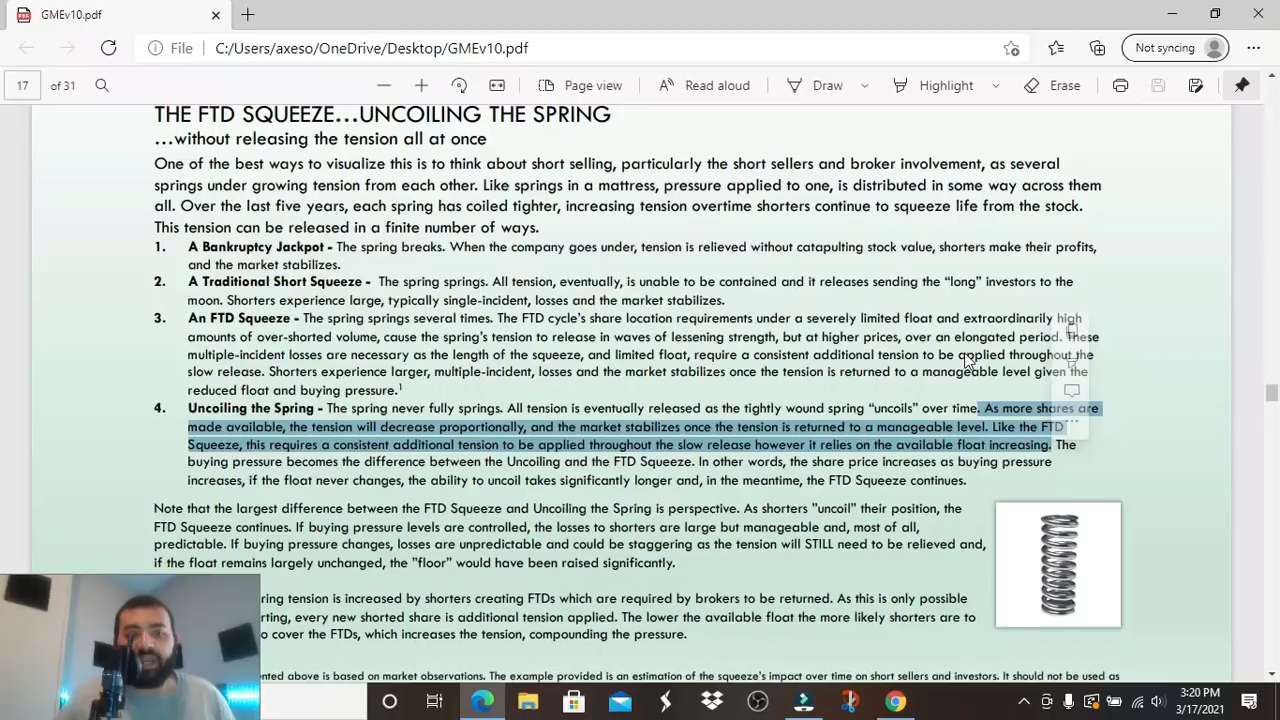 GMEv10.pdf
File
C:/Users/axeso/OneDrive/Desktop/GMEv10.pdf
Not syncing
17 of 31
Page view
Read aloud
Draw
Highlight
Erase
THE FTD SQUEEZE...UNCOILING THE SPRING
...without releasing the tension all at once
One of the best ways to visualize this is to think about short selling, particularly the short sellers and broker involvement, as several
springs under growing tension from each other. Like springs in a mattress, pressure applied to one, is distributed in some way across them
all. Over the last five years, each spring has coiled tighter, increasing tension overtime shorters continue to squeeze life from the stock.
This tension can be released in a finite number of ways.
1. A Bankruptcy Jackpot - The spring breaks. When the company goes under, tension is relieved without catapulting stock value, shorters make their profits,
and the market stabilizes.
2. A Traditional Short Squeeze - The spring springs. All tension, eventually, is unable to be contained and it releases sending the "long" investors to the
moon. Shorters experience large, typically single-incident, losses and the market stabilizes.
3. An FTD Squeeze - The spring springs several times. The FTD cycle's share location requirements under a severely limited float and extraordinarily high
amounts of over-shorted volume, cause the spring's tension to release in waves of lessening strength, but at higher prices, over an elongated period. These
multiple-incident losses are necessary as the length of the squeeze, and limited float, require a consistent additional tension to be applied throughout the
slow release. Shorters experience larger, multiple-incident, losses and the market stabilizes once the tension is returned to a manageable level given the
reduced float and buying pressure.1
4. Uncoiling the Spring - The spring never fully springs. All tension is eventually released as the tightly wound spring "uncoils" over time. As more shares are
made available, the tension will decrease proportionally, and the market stabilizes once the tension is returned to a manageable level. Like the FTD
Squeeze, this requires a consistent additional tension to be applied throughout the slow release however it relies on the available float increasing. The
buying pressure becomes the difference between the Uncoiling and the FTD Squeeze. In other words, the share price increases as buying pressure
increases, if the float never changes, the ability to uncoil takes significantly longer and, in the meantime, the FTD Squeeze continues.
Note that the largest difference between the FTD Squeeze and Uncoiling the Spring is perspective. As shorters "uncoil" their position, the
FTD Squeeze continues. If buying pressure levels are controlled, the losses to shorters are large but manageable and, most of all,
predictable. If buying pressure changes, losses are unpredictable and could be staggering as the tension will STILL need to be relieved and,
if the float remains largely unchanged, the "floor" would have been raised significantly.
ring tension is increased by shorters creating FTDs which are required by brokers to be returned. As this is only possible
rting, every new shorted share is additional tension applied. The lower the available float the more likely shorters are to
o cover the FTDs, which increases the tension, compounding the pressure.
ented above is based on market observations. The example provided is an estimation of the squeeze's impact over time on short sellers and investors. It should not be used as
3:20 PM
3/17/2021